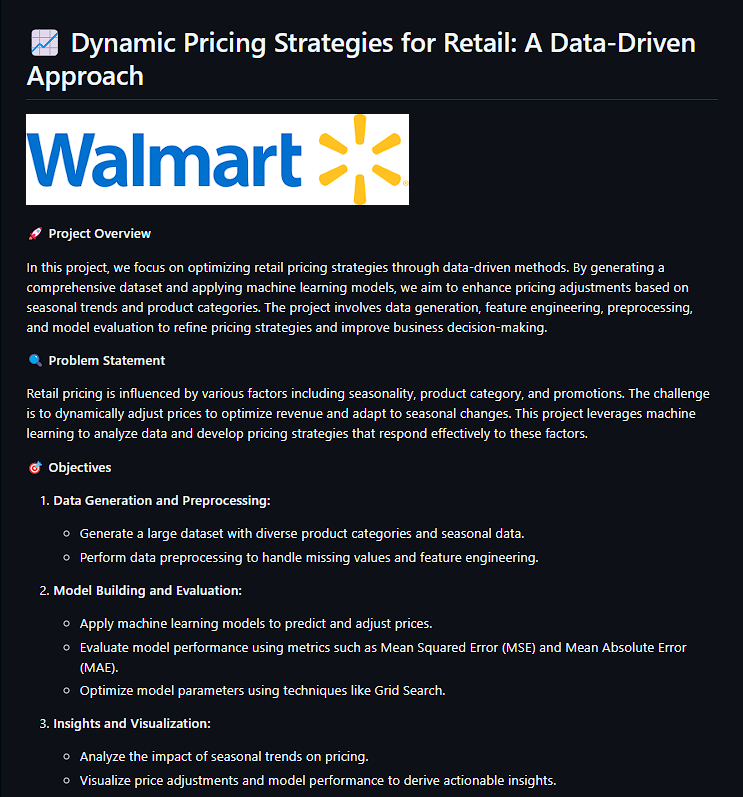 Dynamic Pricing Strategies for Retail: A Data-Driven
Approach
Walmart
Project Overview
In this project, we focus on optimizing retail pricing strategies through data-driven methods. By generating a
comprehensive dataset and applying machine learning models, we aim to enhance pricing adjustments based on
seasonal trends and product categories. The project involves data generation, feature engineering, preprocessing,
and model evaluation to refine pricing strategies and improve business decision-making.
Problem Statement
Retail pricing is influenced by various factors including seasonality, product category, and promotions. The challenge
is to dynamically adjust prices to optimize revenue and adapt to seasonal changes. This project leverages machine
learning to analyze data and develop pricing strategies that respond effectively to these factors.
Objectives
1. Data Generation and Preprocessing:
Generate a large dataset with diverse product categories and seasonal data.
Perform data preprocessing to handle missing values and feature engineering.
2. Model Building and Evaluation:
Apply machine learning models to predict and adjust prices.
Evaluate model performance using metrics such as Mean Squared Error (MSE) and Mean Absolute Error
(MAE).
Optimize model parameters using techniques like Grid Search.
3. Insights and Visualization:
Analyze the impact of seasonal trends on pricing.
Visualize price adjustments and model performance to derive actionable insights.